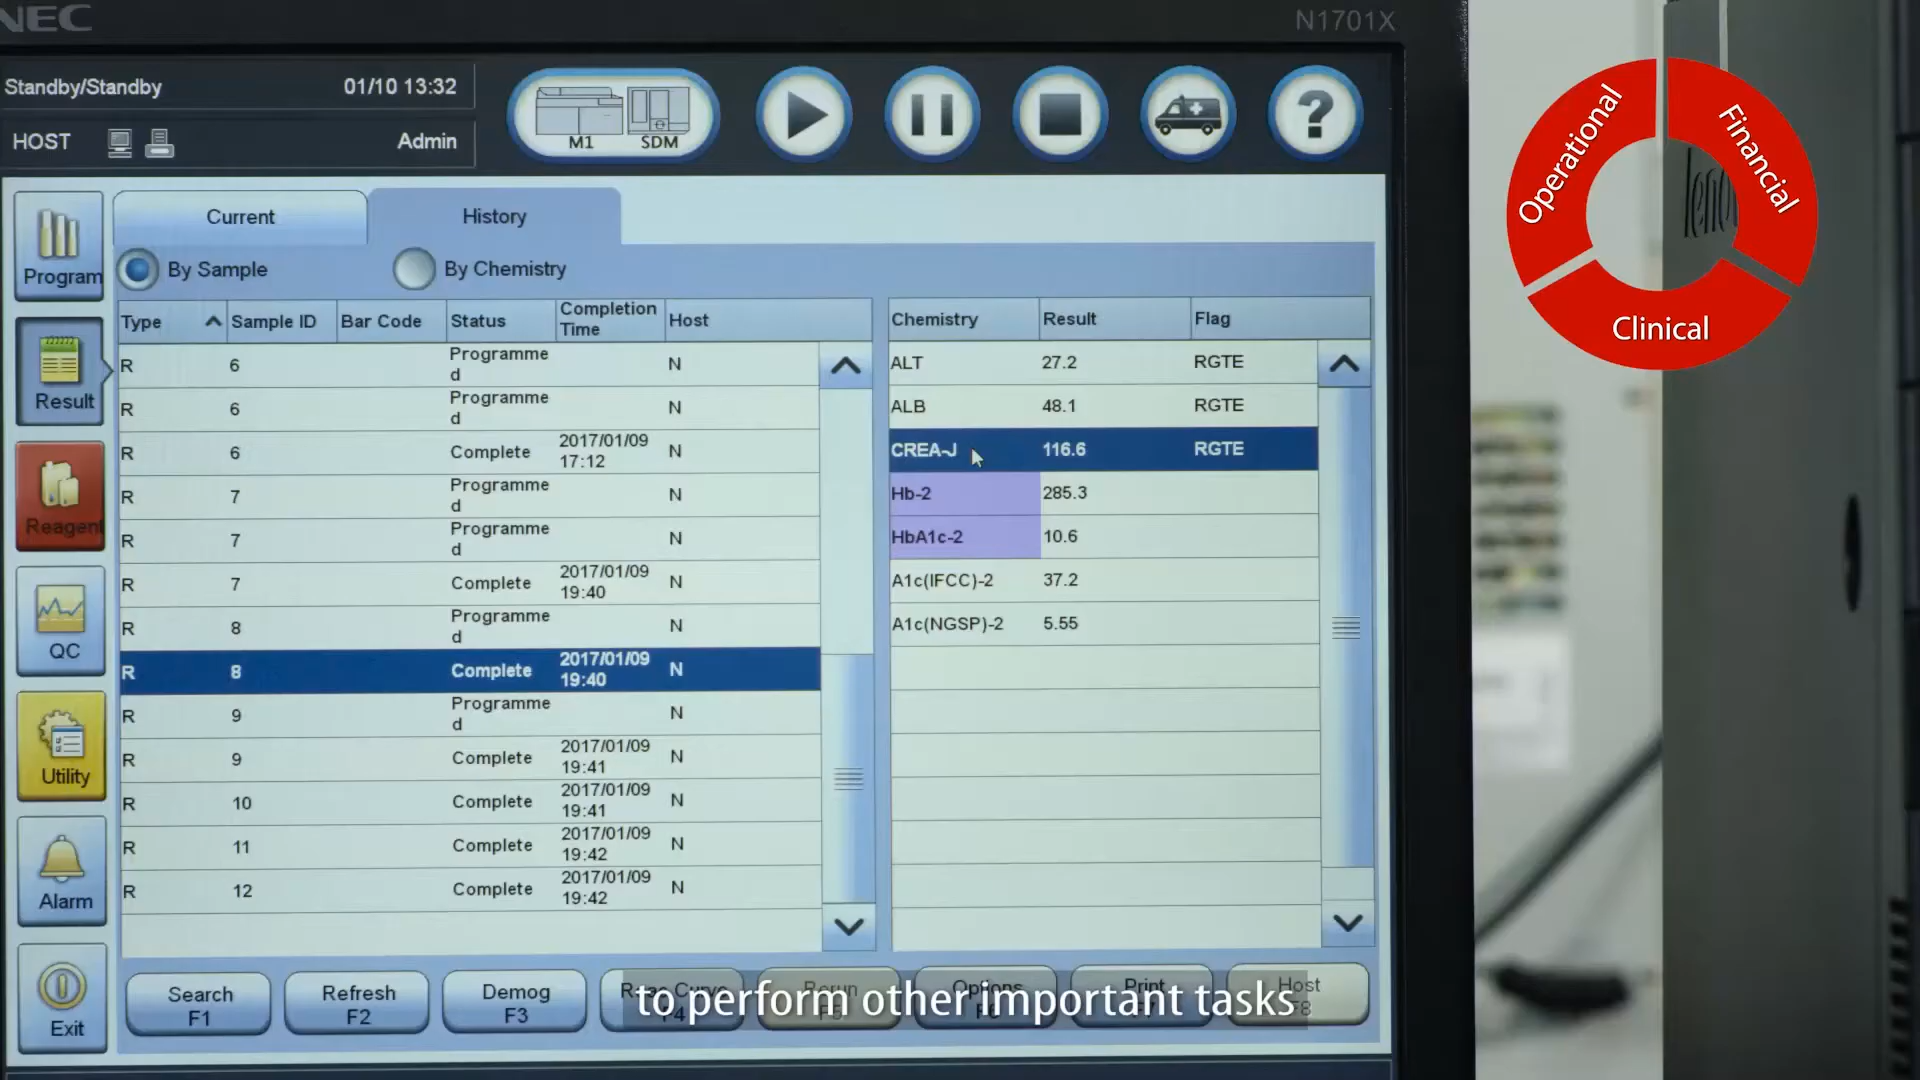 NEC
N1701X
Standby/Standby 01/10 13:32
HOST Admin
M1 SDM
?
Operational
Financial
Clinical
Current History
By Sample By Chemistry
Type Sample ID Bar Code Status Completion Time Host
R 6 Programmed N
R 6 Programmed N
R 6 Complete 2017/01/09 17:12 N
R 7 Programmed N
R 7 Programmed N
R 7 Complete 2017/01/09 19:40 N
R 8 Programmed N
R 8 Complete 2017/01/09 19:40 N
R 9 Programmed N
R 9 Complete 2017/01/09 19:41 N
R 10 Complete 2017/01/09 19:41 N
R 11 Complete 2017/01/09 19:42 N
R 12 Complete 2017/01/09 19:42 N
Chemistry Result Flag
ALT 27.2 RGTE
ALB 48.1 RGTE
CREA-J 116.6 RGTE
Hb-2 285.3
HbA1c-2 10.6
A1c(IFCC)-2 37.2
A1c(NGSP)-2 5.55
Program
Result
Reagent
QC
Utility
Alarm
Exit
Search F1
Refresh F2
Demog F3
Options
Print
Host
to perform other important tasks